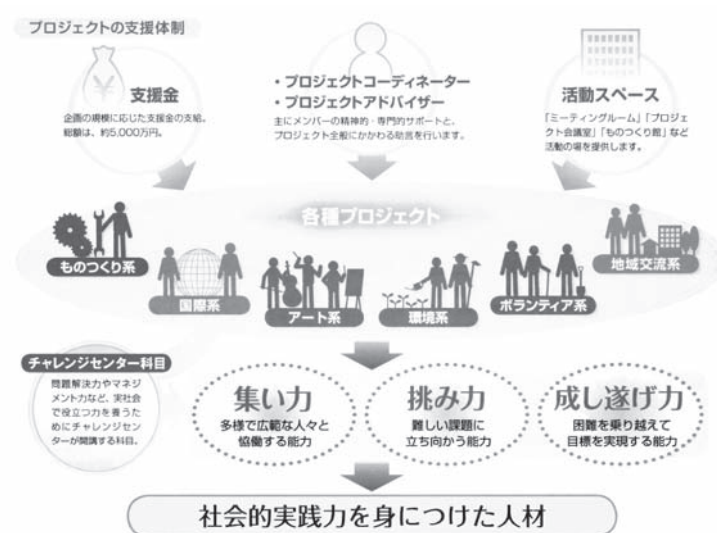 プロジェクトの支援体制
¥
支援金
企画の規模に応じた支援金の支給。
総額は、約5,000万円。
・プロジェクトコーディネーター
・プロジェクトアドバイザー
主にメンバーの精神的・専門的サポートと、
プロジェクト全般にかかわる助言を行います。
活動スペース
「ミーティングルーム」「プロジェ
クト会議室」「ものつくり館」など
活動の場を提供します。
各種プロジェクト
ものつくり系
国際系
アート系
環境系
ボランティア系
地域交流系
チャレンジセンター科目
問題解決力やマネジ
メント力など、実社会
で役立つ力を養うた
めにチャレンジセン
ターが開講する科目。
集い力
多様で広範な人々と
恊働する能力
挑み力
難しい課題に
立ち向かう能力
成し遂げ力
困難を乗り越えて
目標を実現する能力
社会的実践力を身につけた人材